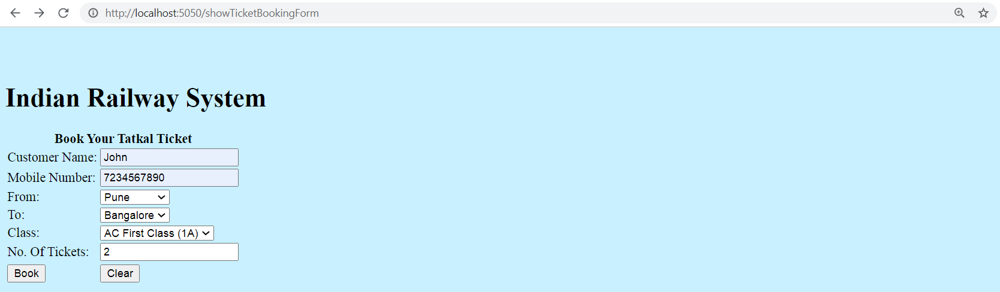 http://localhost:5050/showTicketBookingForm
Indian Railway System
Book Your Tatkal Ticket
Customer Name: John
Mobile Number: 7234567890
From: Pune
To: Bangalore
Class: AC First Class (1A)
No. Of Tickets: 2
Book Clear